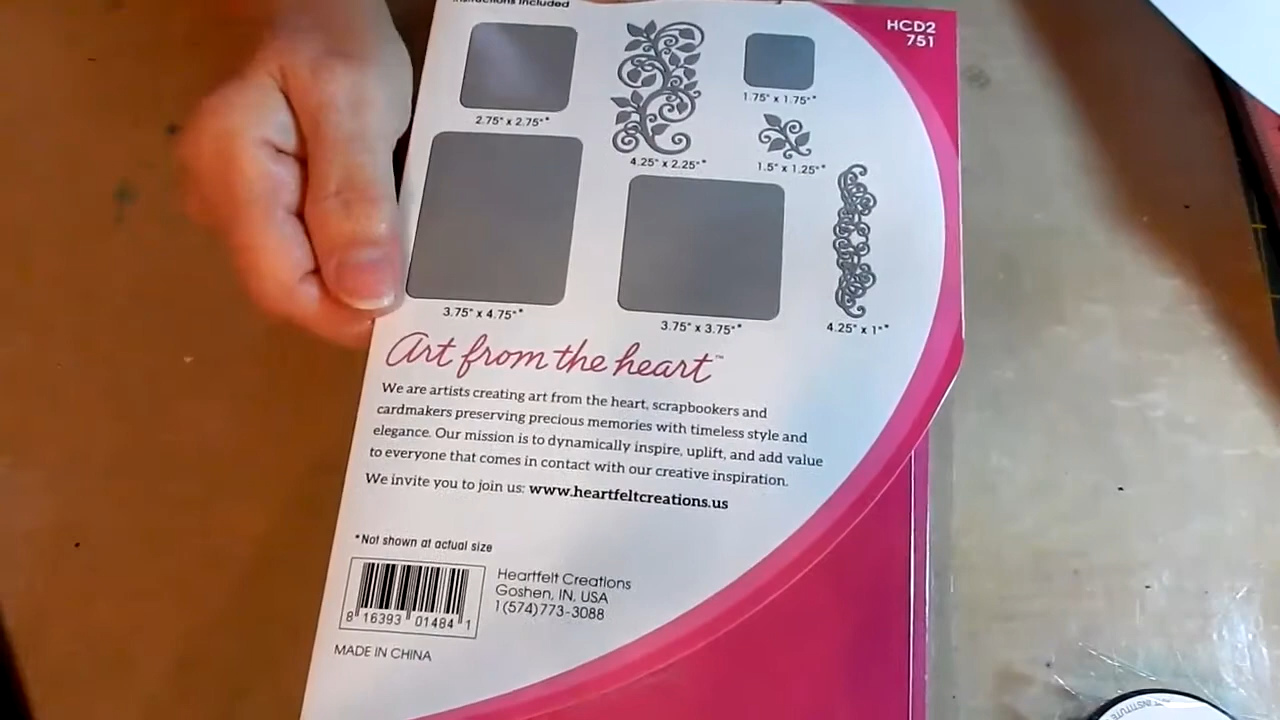 Instructions included
HCD2
751
2.75" x 2.75"*
4.25" x 2.25"*
1.75" x 1.75"*
1.5" x 1.25"*
3.75" x 4.75"*
3.75" x 3.75"*
4.25" x 1"*
Art from the heart™
We are artists creating art from the heart, scrapbookers and
cardmakers preserving precious memories with timeless style and
elegance. Our mission is to dynamically inspire, uplift, and add value
to everyone that comes in contact with our creative inspiration.
We invite you to join us: www.heartfeltcreations.us
*Not shown at actual size
8 16393 01484 1
Heartfelt Creations
Goshen, IN, USA
1(574)773-3088
MADE IN CHINA
INSTITUTE